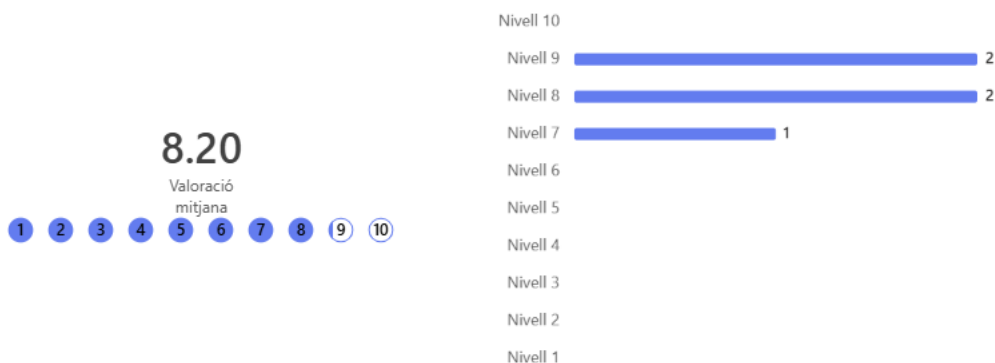 8.20
Valoració
mitjana
1 2 3 4 5 6 7 8 9 10
Nivell 10
Nivell 9 2
Nivell 8 2
Nivell 7 1
Nivell 6
Nivell 5
Nivell 4
Nivell 3
Nivell 2
Nivell 1